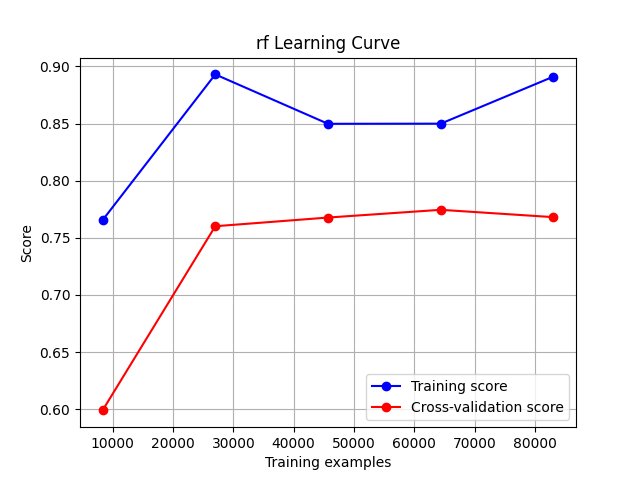 rf Learning Curve
0.90
0.85
0.80
0.75
0.70
0.65
0.60
Score
Training score
Cross-validation score
10000 20000 30000 40000 50000 60000 70000 80000
Training examples